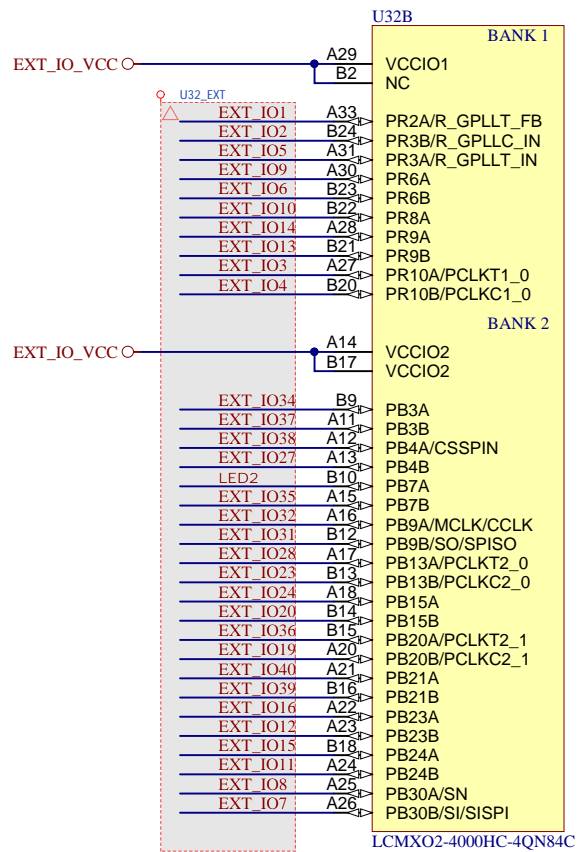 U32B
BANK 1
EXT_IO_VCC A29 VCCIO1
B2 NC
U32_EXT
EXT_IO1 A33 PR2A/R_GPLLT_FB
EXT_IO2 B24 PR3B/R_GPLLC_IN
EXT_IO5 A31 PR3A/R_GPLLT_IN
EXT_IO9 A30 PR6A
EXT_IO6 B23 PR6B
EXT_IO10 B22 PR8A
EXT_IO14 A28 PR9A
EXT_IO13 B21 PR9B
EXT_IO3 A27 PR10A/PCLKT1_0
EXT_IO4 B20 PR10B/PCLKC1_0
BANK 2
EXT_IO_VCC A14 VCCIO2
B17 VCCIO2
EXT_IO34 B9 PB3A
EXT_IO37 A11 PB3B
EXT_IO38 A12 PB4A/CSSPIN
EXT_IO27 A13 PB4B
LED2 B10 PB7A
EXT_IO35 A15 PB7B
EXT_IO32 A16 PB9A/MCLK/CCLK
EXT_IO31 B12 PB9B/SO/SPISO
EXT_IO28 A17 PB13A/PCLKT2_0
EXT_IO23 B13 PB13B/PCLKC2_0
EXT_IO24 A18 PB15A
EXT_IO20 B14 PB15B
EXT_IO36 B15 PB20A/PCLKT2_1
EXT_IO19 A20 PB20B/PCLKC2_1
EXT_IO40 A21 PB21A
EXT_IO39 B16 PB21B
EXT_IO16 A22 PB23A
EXT_IO12 A23 PB23B
EXT_IO15 B18 PB24A
EXT_IO11 A24 PB24B
EXT_IO8 A25 PB30A/SN
EXT_IO7 A26 PB30B/SI/SISPI
LCMXO2-4000HC-4QN84C